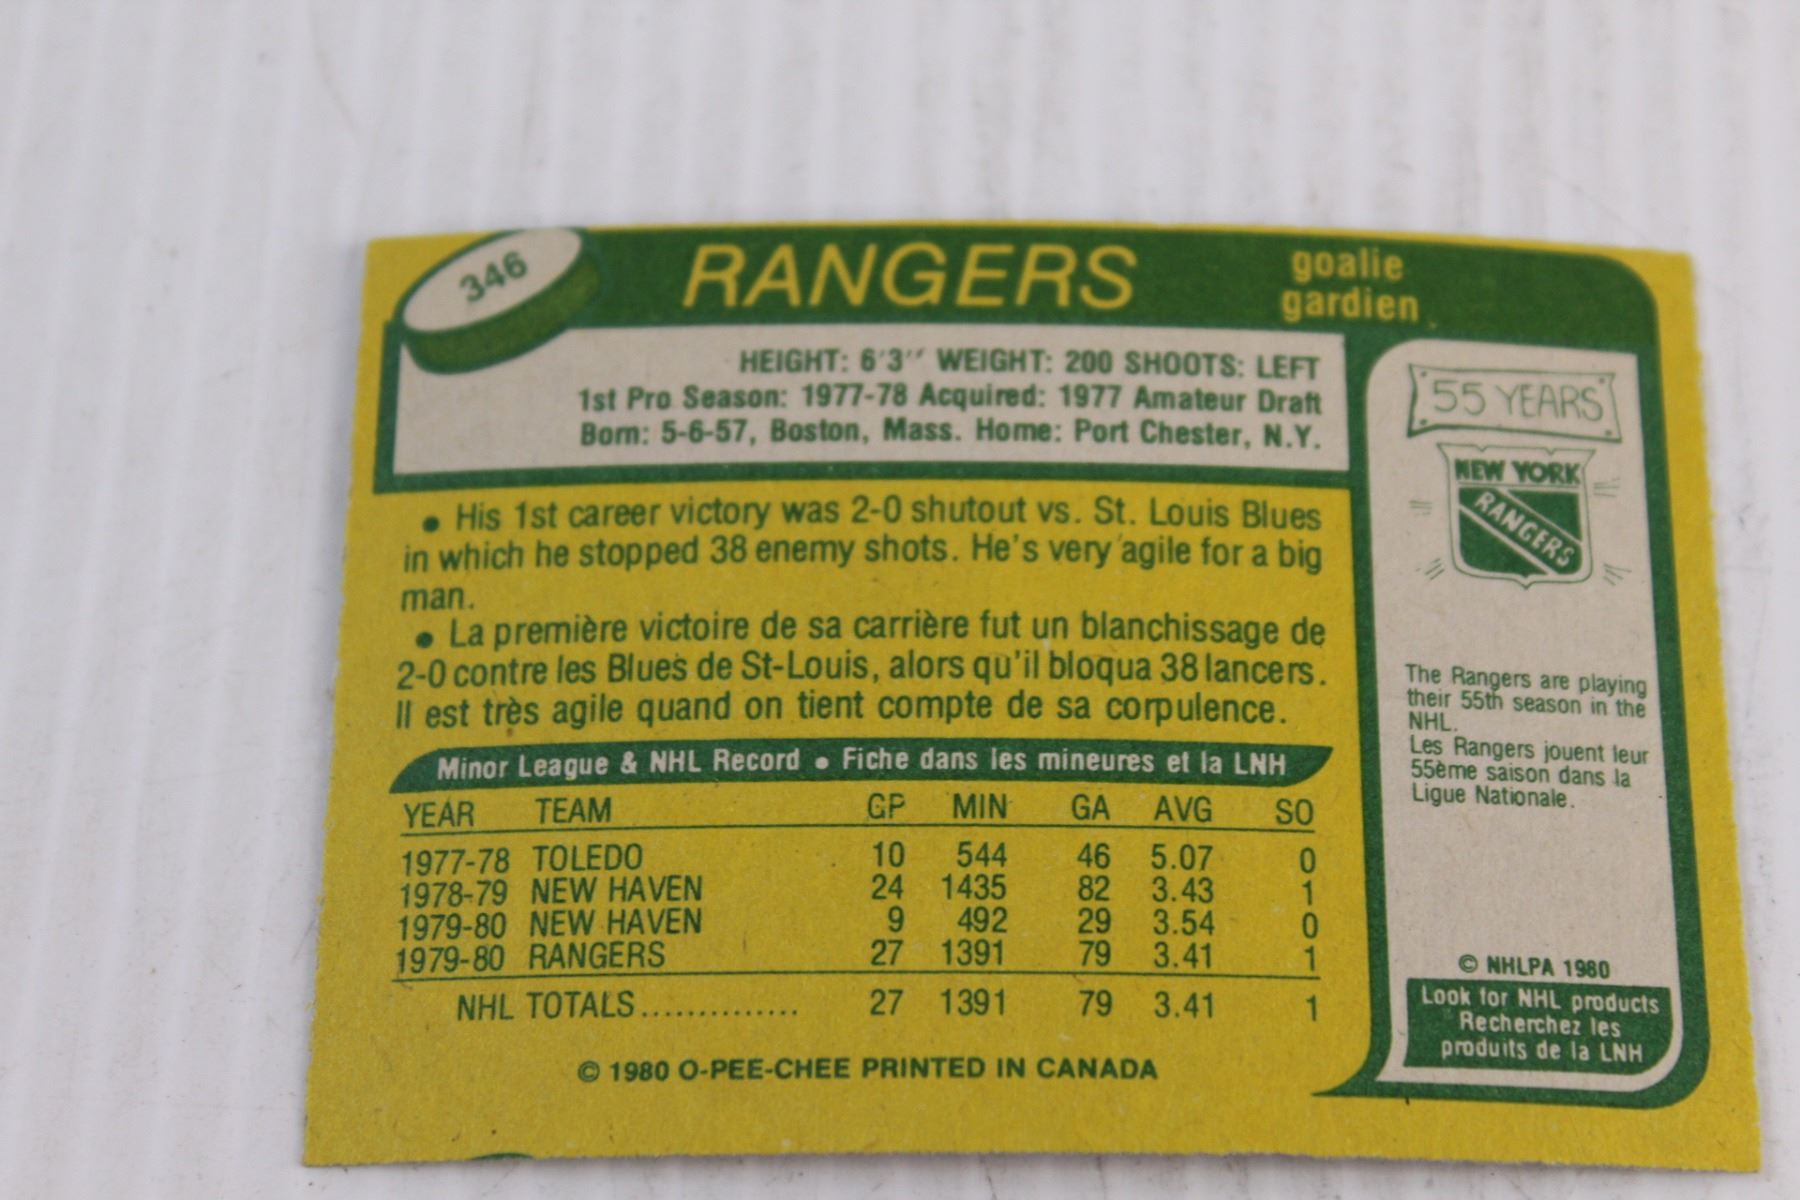 346
RANGERS
goalie
gardien
HEIGHT: 6'3'' WEIGHT: 200 SHOOTS: LEFT
1st Pro Season: 1977-78 Acquired: 1977 Amateur Draft
Born: 5-6-57, Boston, Mass. Home: Port Chester, N.Y.
• His 1st career victory was 2-0 shutout vs. St. Louis Blues
in which he stopped 38 enemy shots. He's very agile for a big
man.
• La première victoire de sa carrière fut un blanchissage de
2-0 contre les Blues de St-Louis, alors qu'il bloqua 38 lancers.
Il est très agile quand on tient compte de sa corpulence.
Minor League & NHL Record • Fiche dans les mineures et la LNH
YEAR TEAM GP MIN GA AVG SO
1977-78 TOLEDO 10 544 46 5.07 0
1978-79 NEW HAVEN 24 1435 82 3.43 1
1979-80 NEW HAVEN 9 492 29 3.54 0
1979-80 RANGERS 27 1391 79 3.41 1
NHL TOTALS.............. 27 1391 79 3.41 1
© 1980 O-PEE-CHEE PRINTED IN CANADA
55 YEARS
NEW YORK
RANGERS
The Rangers are playing
their 55th season in the
NHL.
Les Rangers jouent leur
55ème saison dans la
Ligue Nationale.
© NHLPA 1980
Look for NHL products
Recherchez les
produits de la LNH